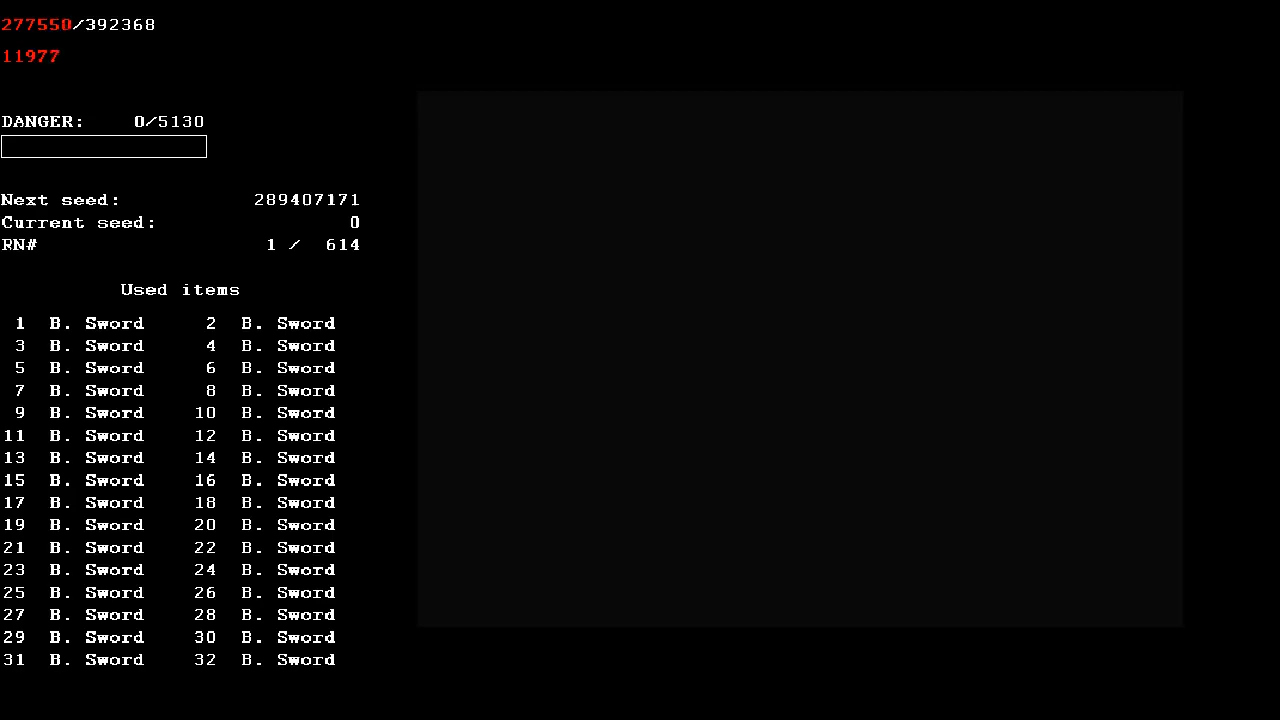 277550/392368
11977
DANGER: 0/5130
Next seed: 289407171
Current seed: 0
RN# 1 / 614
Used items
1 B. Sword 2 B. Sword
3 B. Sword 4 B. Sword
5 B. Sword 6 B. Sword
7 B. Sword 8 B. Sword
9 B. Sword 10 B. Sword
11 B. Sword 12 B. Sword
13 B. Sword 14 B. Sword
15 B. Sword 16 B. Sword
17 B. Sword 18 B. Sword
19 B. Sword 20 B. Sword
21 B. Sword 22 B. Sword
23 B. Sword 24 B. Sword
25 B. Sword 26 B. Sword
27 B. Sword 28 B. Sword
29 B. Sword 30 B. Sword
31 B. Sword 32 B. Sword